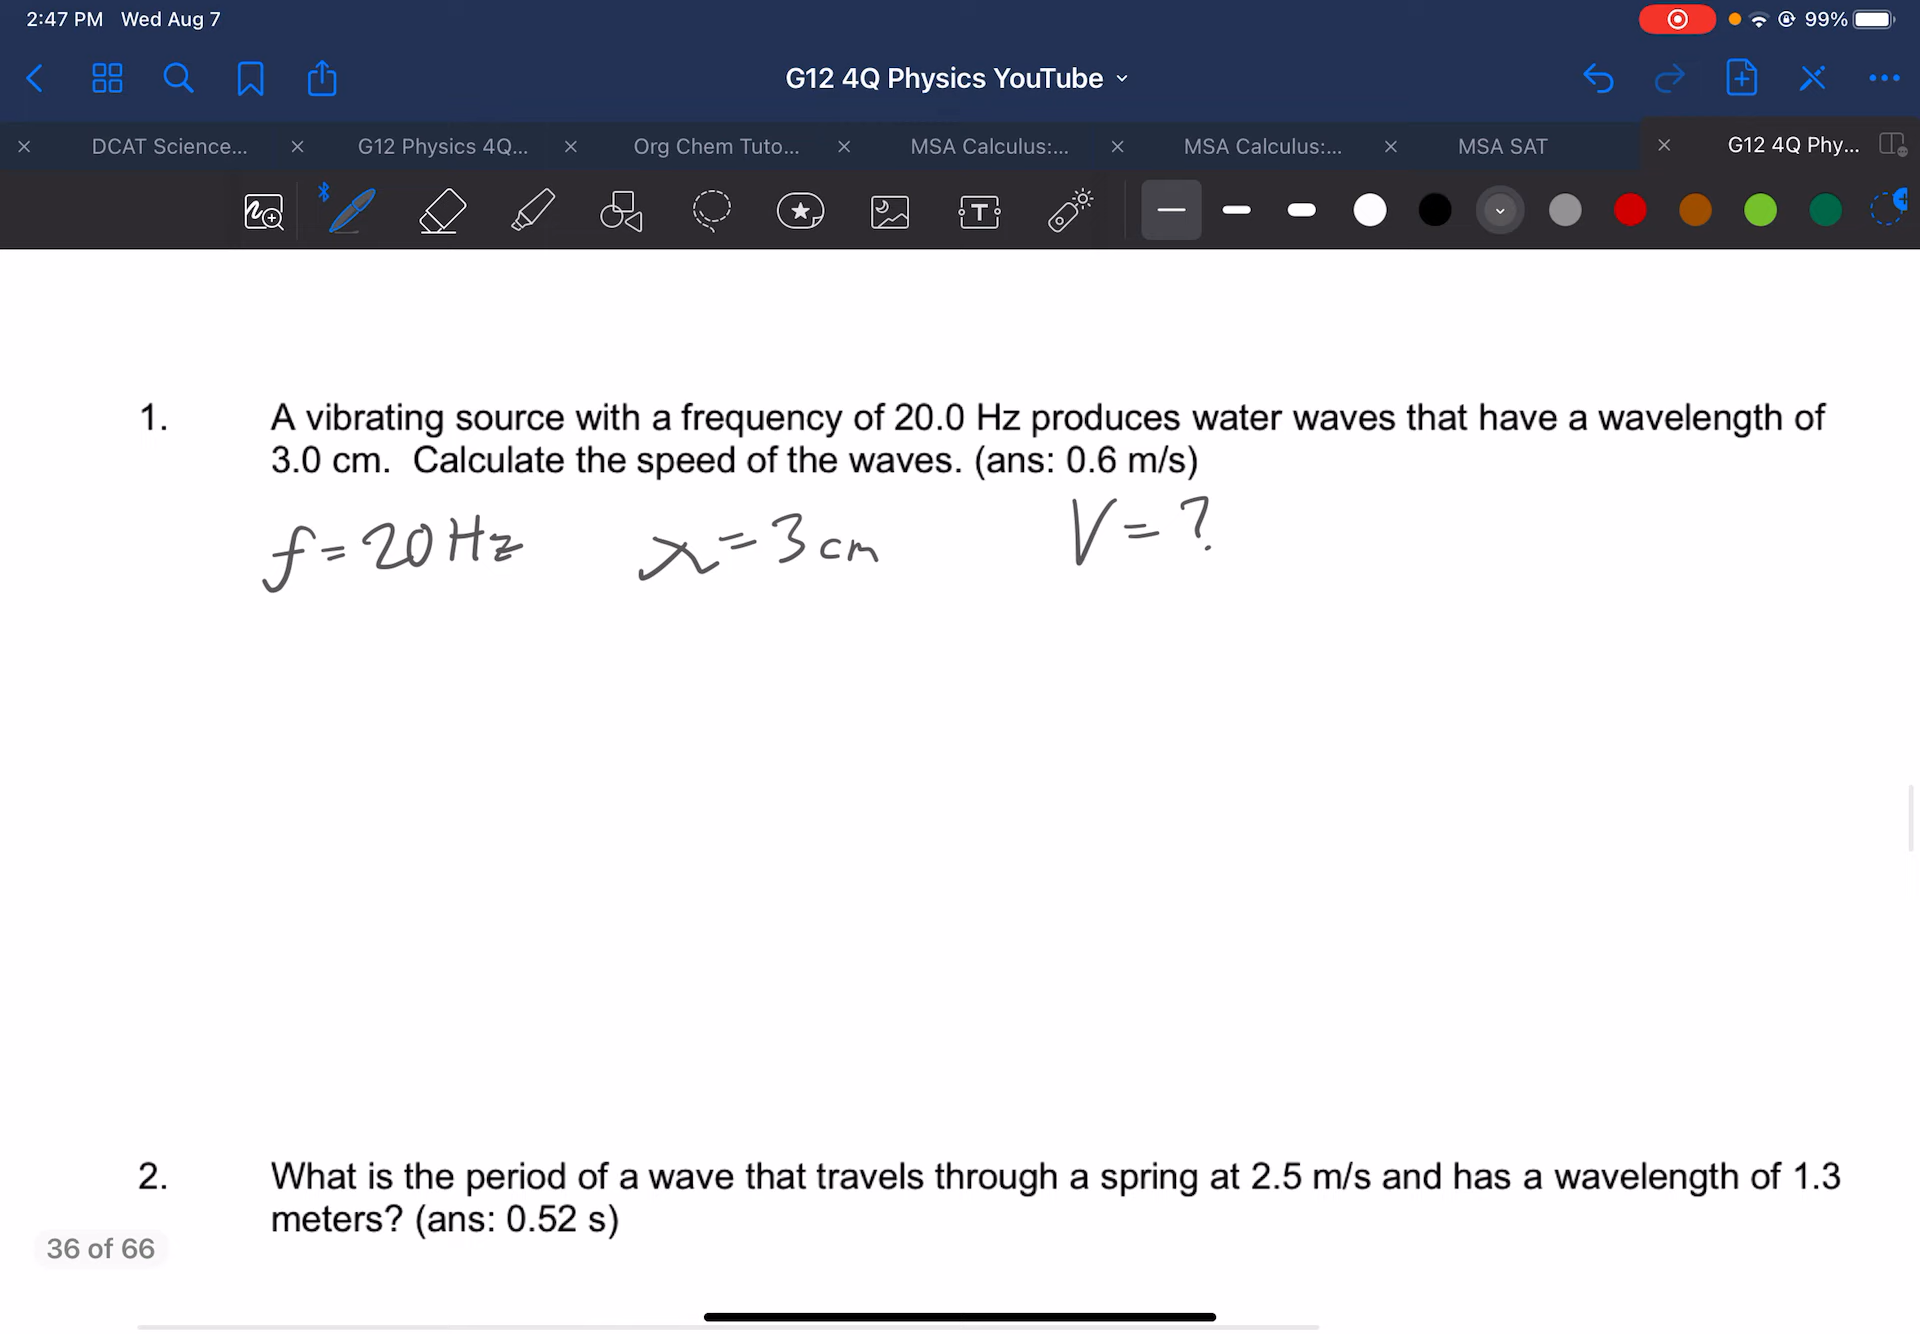 2:47 PM Wed Aug 7 99%
G12 4Q Physics YouTube
DCAT Science... G12 Physics 4Q... Org Chem Tuto... MSA Calculus:... MSA Calculus:... MSA SAT G12 4Q Phy...
1. A vibrating source with a frequency of 20.0 Hz produces water waves that have a wavelength of
3.0 cm. Calculate the speed of the waves. (ans: 0.6 m/s)
f = 20 Hz λ = 3 cm V = ?
2. What is the period of a wave that travels through a spring at 2.5 m/s and has a wavelength of 1.3
meters? (ans: 0.52 s)
36 of 66